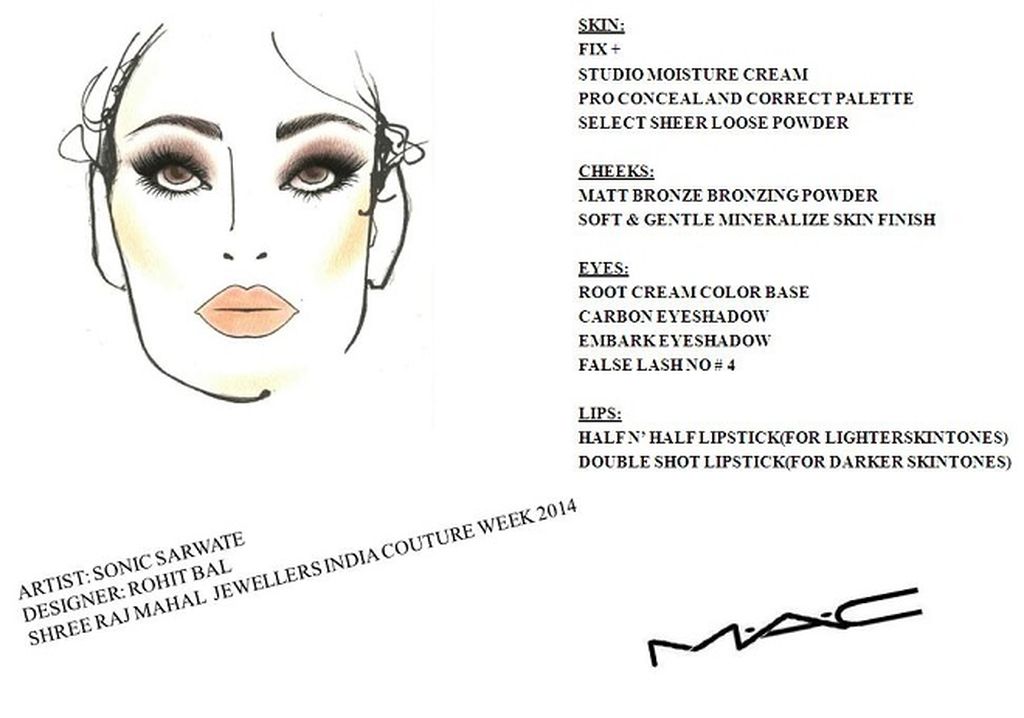 SKIN:
FIX +
STUDIO MOISTURE CREAM
PRO CONCEAL AND CORRECT PALETTE
SELECT SHEER LOOSE POWDER
CHEEKS:
MATT BRONZE BRONZING POWDER
SOFT & GENTLE MINERALIZE SKIN FINISH
EYES:
ROOT CREAM COLOR BASE
CARBON EYESHADOW
EMBARK EYESHADOW
FALSE LASH NO # 4
LIPS:
HALF N’ HALF LIPSTICK(FOR LIGHTERSKINTONES)
DOUBLE SHOT LIPSTICK(FOR DARKER SKINTONES)
ARTIST: SONIC SARWATE
DESIGNER: ROHIT BAL
SHREE RAJ MAHAL JEWELLERS INDIA COUTURE WEEK 2014
M·A·C